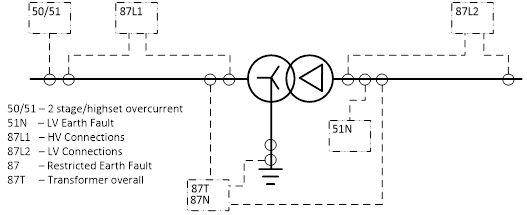 50/51
87L1
87L2
50/51 – 2 stage/highset overcurrent
51N – LV Earth Fault
87L1 – HV Connections
87L2 – LV Connections
87 – Restricted Earth Fault
87T – Transformer overall
51N
87T
87N